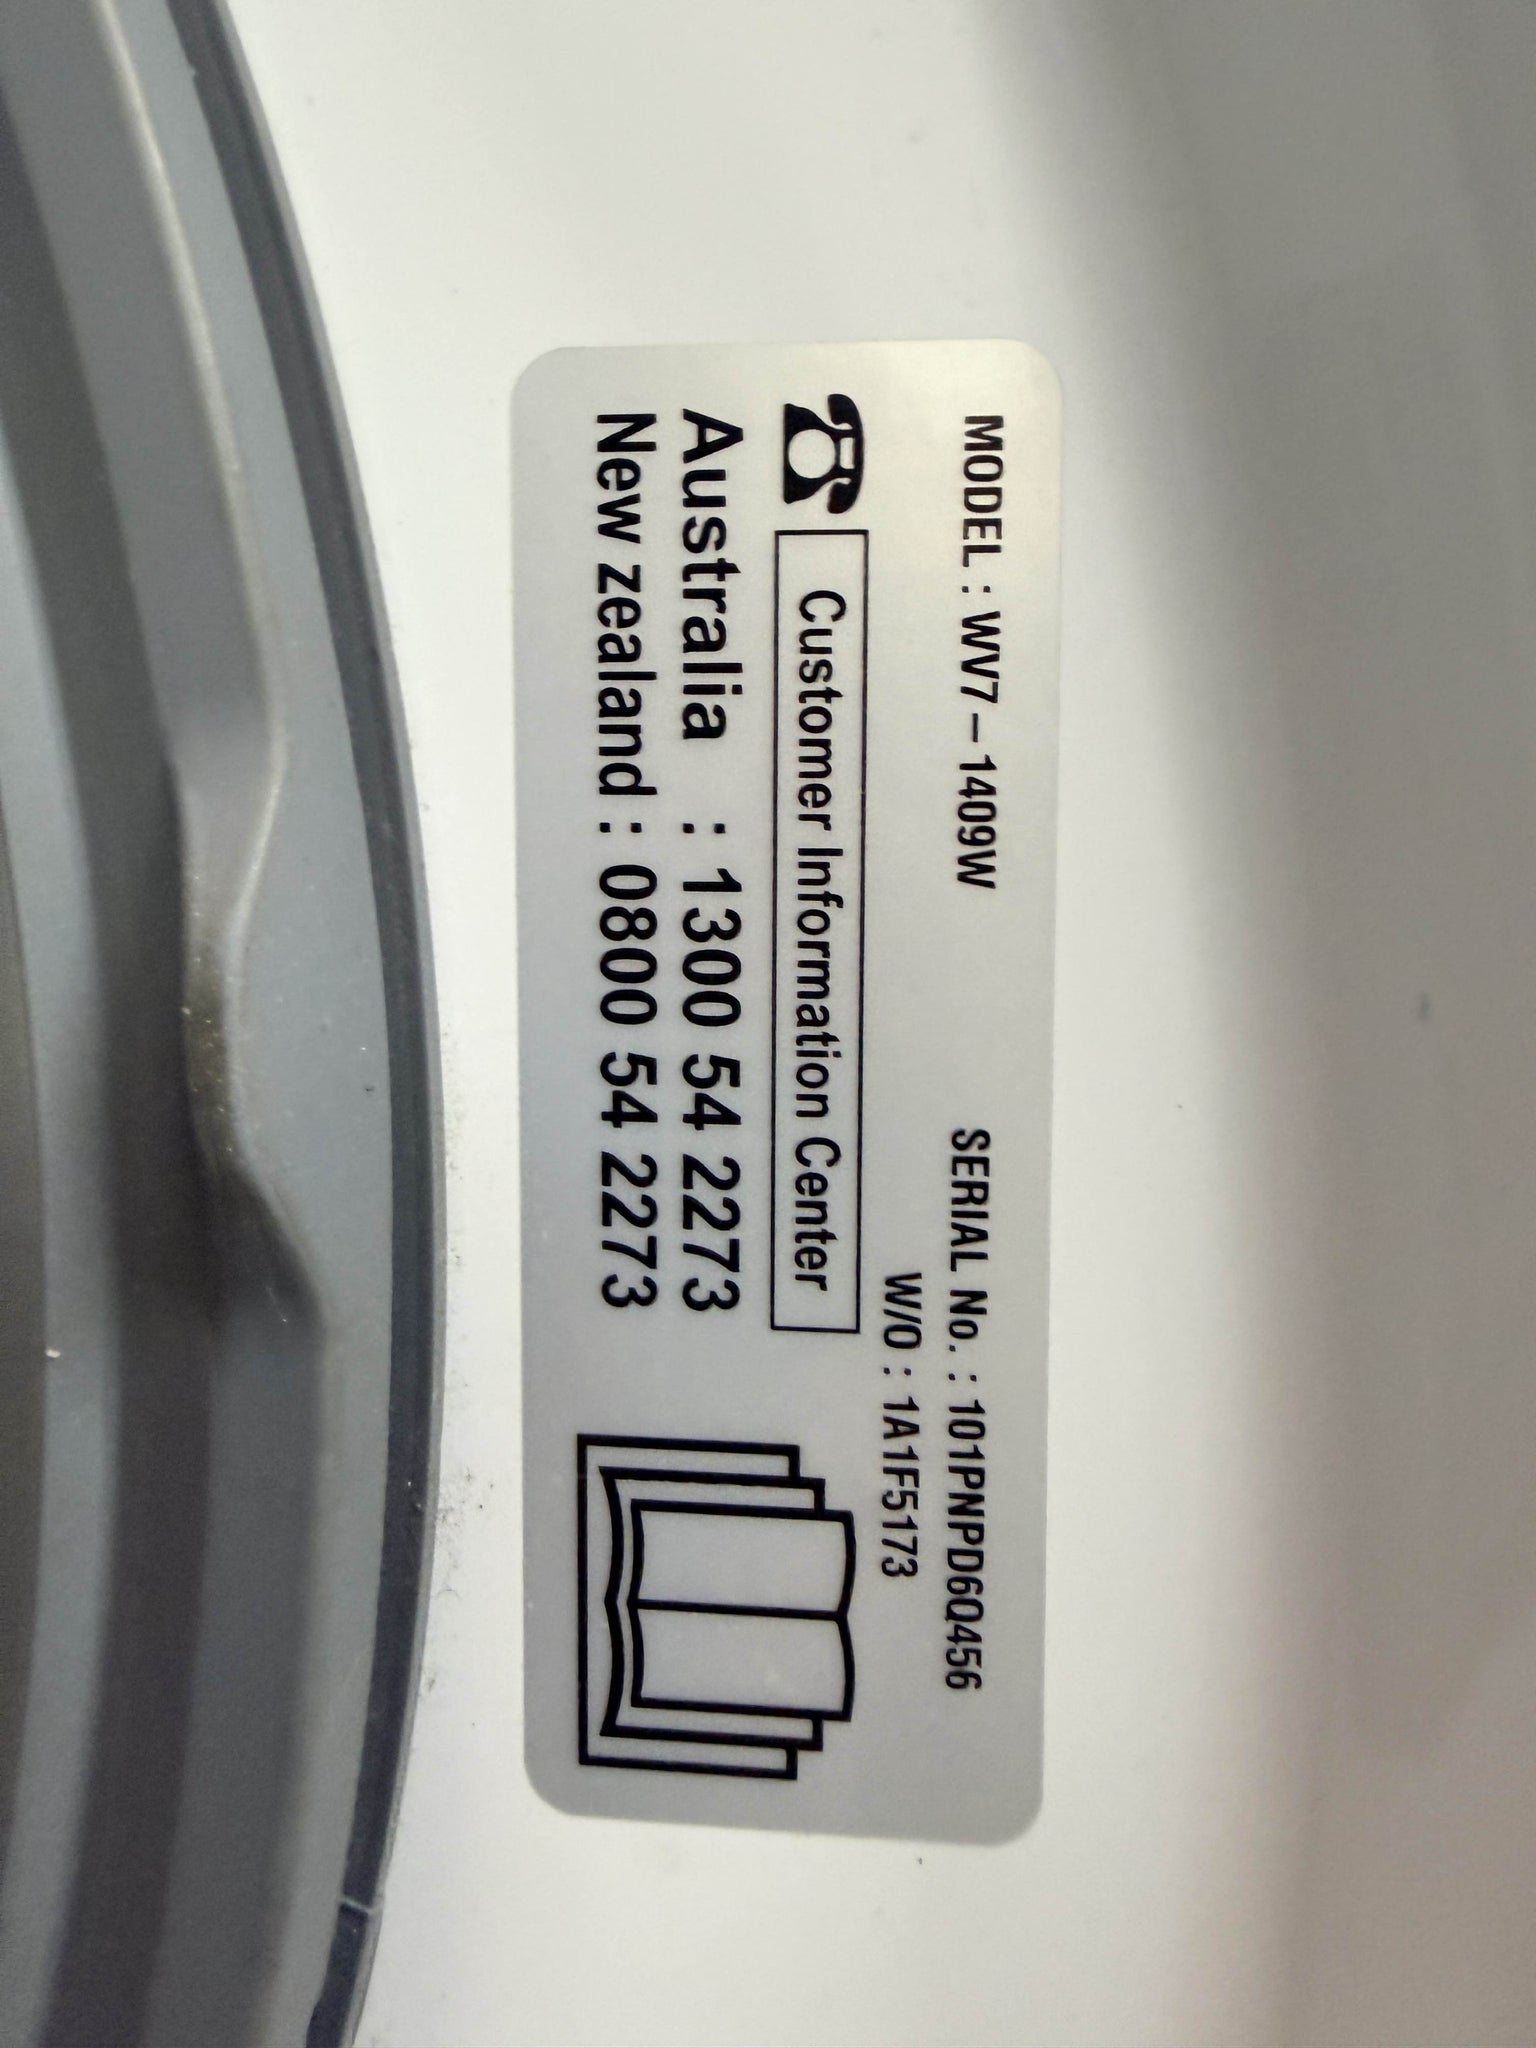 MODEL : WV7-1409W
SERIAL No. : 101PNPD6Q456
W/O : 1A1F5173
Customer Information Center
Australia : 1300 54 2273
New zealand : 0800 54 2273